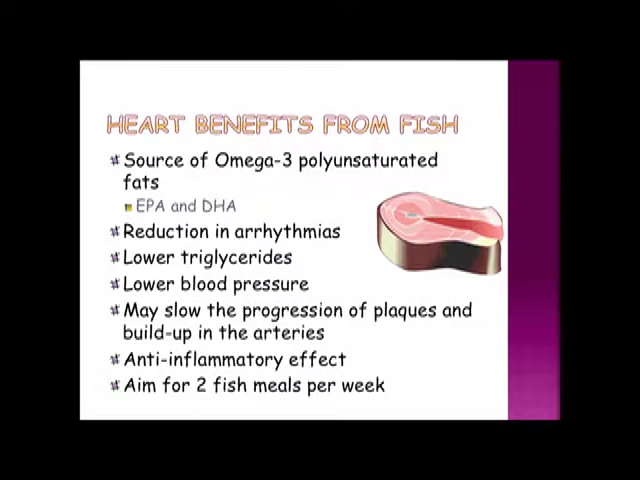 HEART BENEFITS FROM FISH
Source of Omega-3 polyunsaturated
fats
EPA and DHA
Reduction in arrhythmias
Lower triglycerides
Lower blood pressure
May slow the progression of plaques and
build-up in the arteries
Anti-inflammatory effect
Aim for 2 fish meals per week